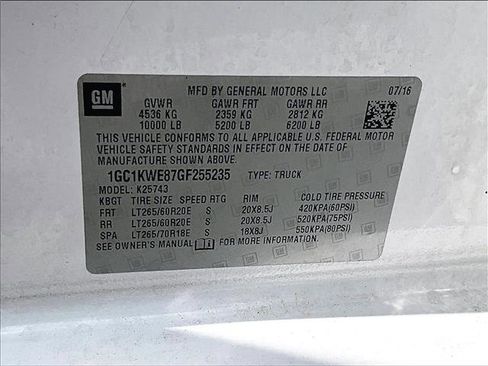 GM
MFD BY GENERAL MOTORS LLC 07/16
GVWR GAWR FRT GAWR RR
4536 KG 2359 KG 2812 KG
10000 LB 5200 LB 6200 LB
THIS VEHICLE CONFORMS TO ALL APPLICABLE U.S. FEDERAL MOTOR
VEHICLE SAFETY STANDARDS IN EFFECT ON THE DATE OF
MANUFACTURE SHOWN ABOVE.
1GC1KWE87GF255235 TYPE: TRUCK
MODEL: K25743
KBGT TIRE SIZE SPEED RTG RIM COLD TIRE PRESSURE
FRT LT265/60R20E S 20X8.5J 420KPA(60PSI)
RR LT265/60R20E S 20X8.5J 520KPA(75PSI)
SPA LT265/70R18E S 18X8J 550KPA(80PSI)
SEE OWNER'S MANUAL FOR MORE INFORMATION.